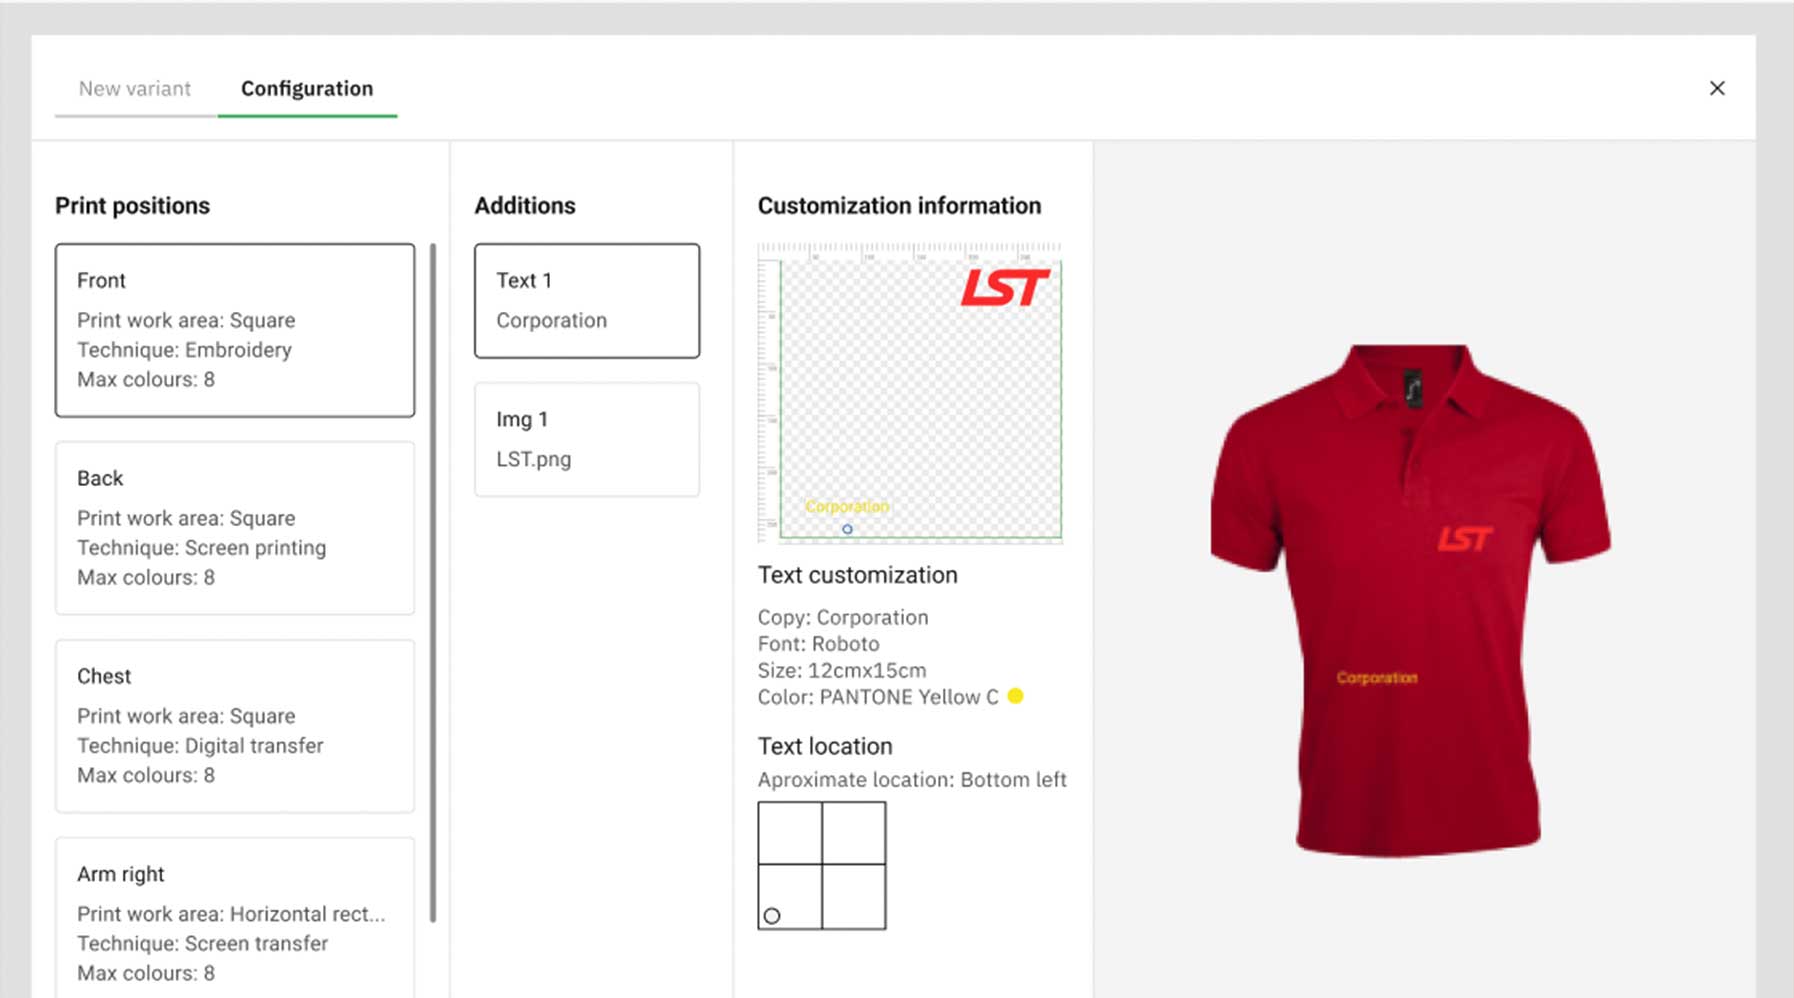 New variant
Configuration
Print positions
Front
Print work area: Square
Technique: Embroidery
Max colours: 8
Back
Print work area: Square
Technique: Screen printing
Max colours: 8
Chest
Print work area: Square
Technique: Digital transfer
Max colours: 8
Arm right
Print work area: Horizontal rect...
Technique: Screen transfer
Max colours: 8
Additions
Text 1
Corporation
Img 1
LST.png
Customization information
LST
Corporation
Text customization
Copy: Corporation
Font: Roboto
Size: 12cmx15cm
Color: PANTONE Yellow C
Text location
Aproximate location: Bottom left
LST
Corporation